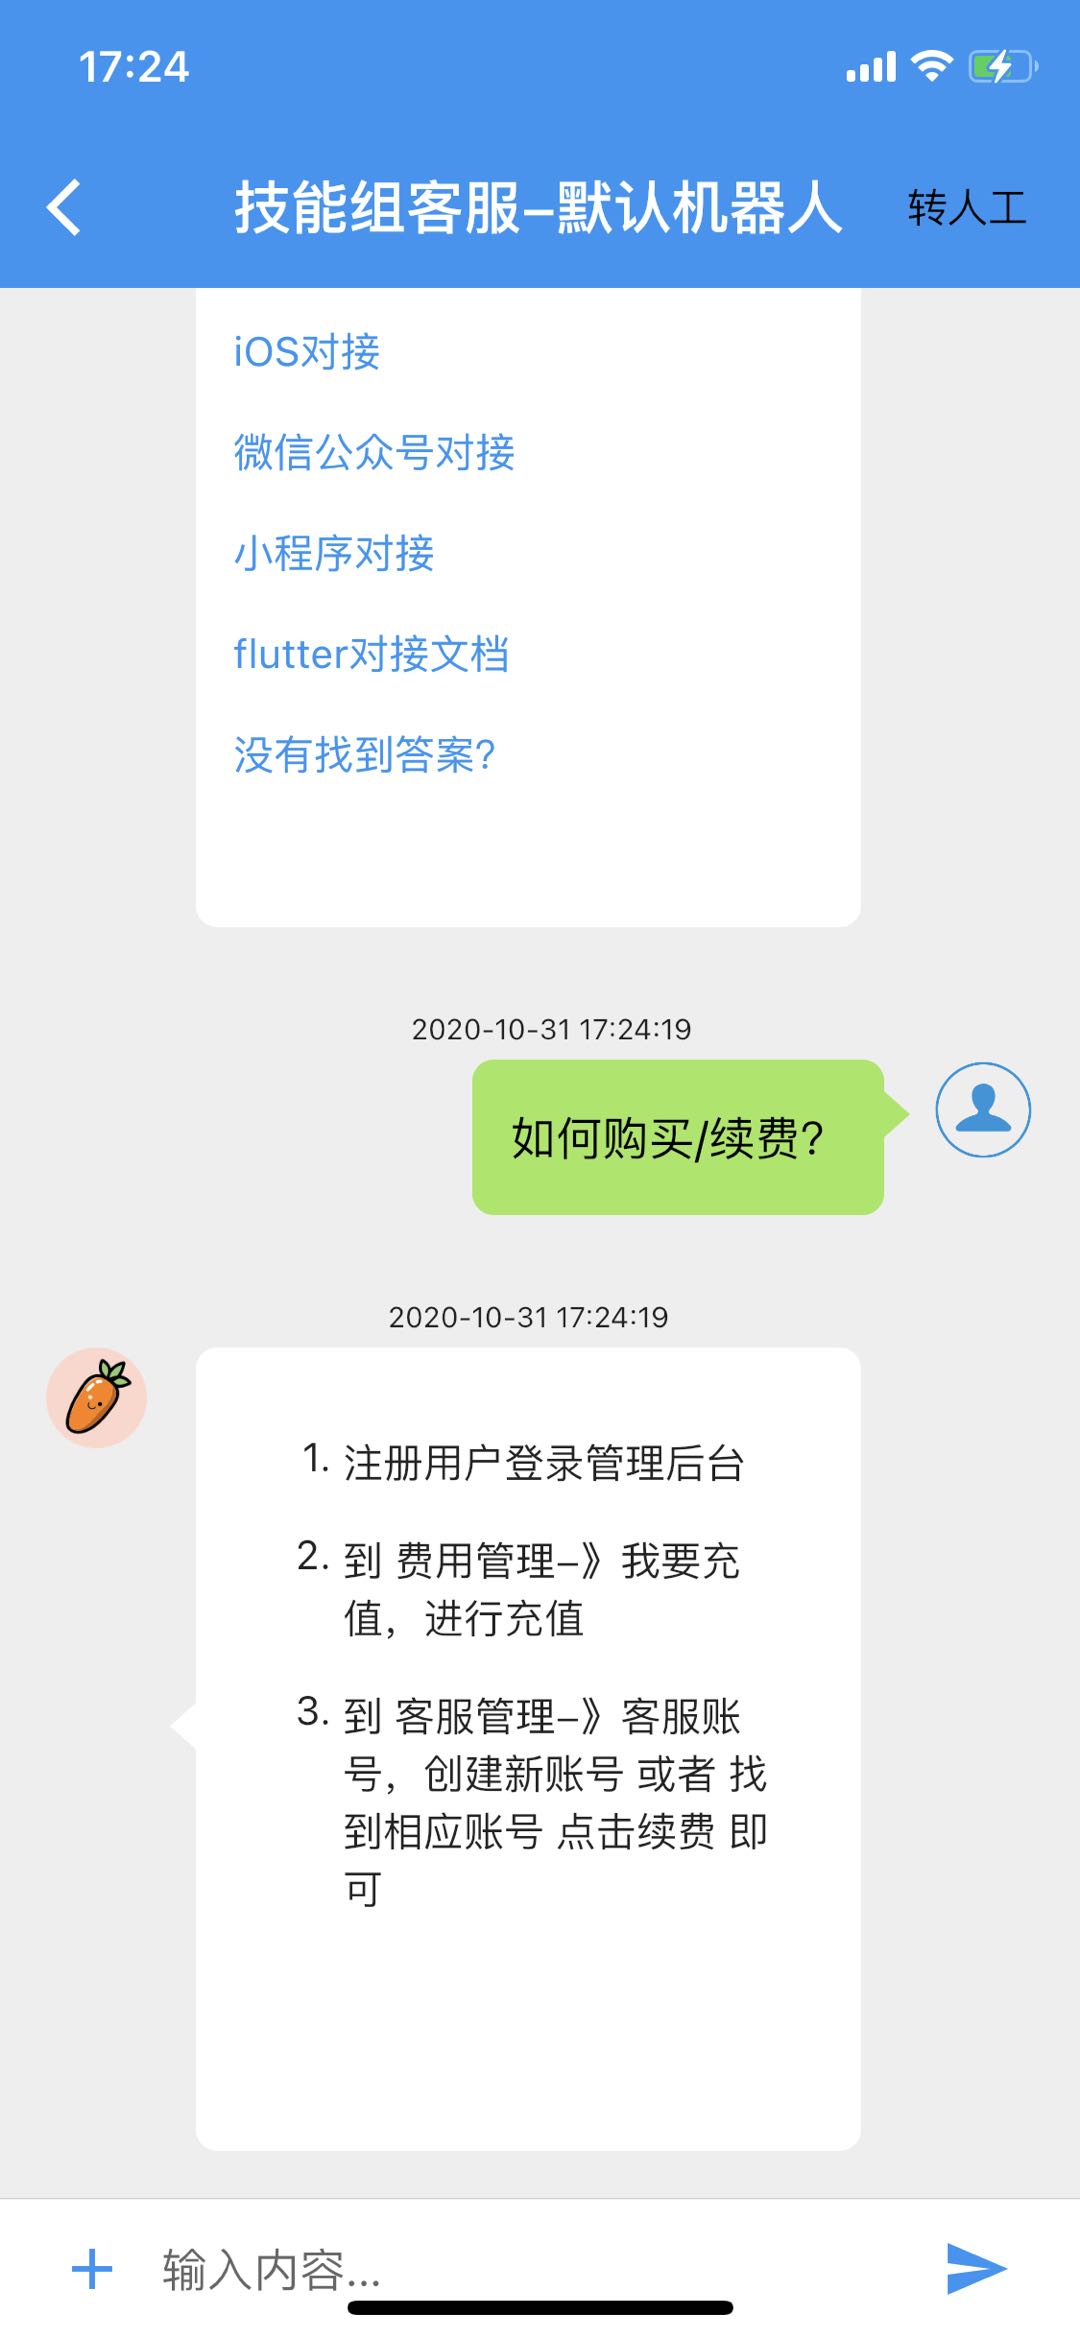 17:24
技能组客服–默认机器人
转人工
iOS对接
微信公众号对接
小程序对接
flutter对接文档
没有找到答案?
2020-10-31 17:24:19
如何购买/续费?
2020-10-31 17:24:19
1. 注册用户登录管理后台
2. 到 费用管理–》我要充
值，进行充值
3. 到 客服管理–》客服账
号，创建新账号 或者 找
到相应账号 点击续费 即
可
输入内容...